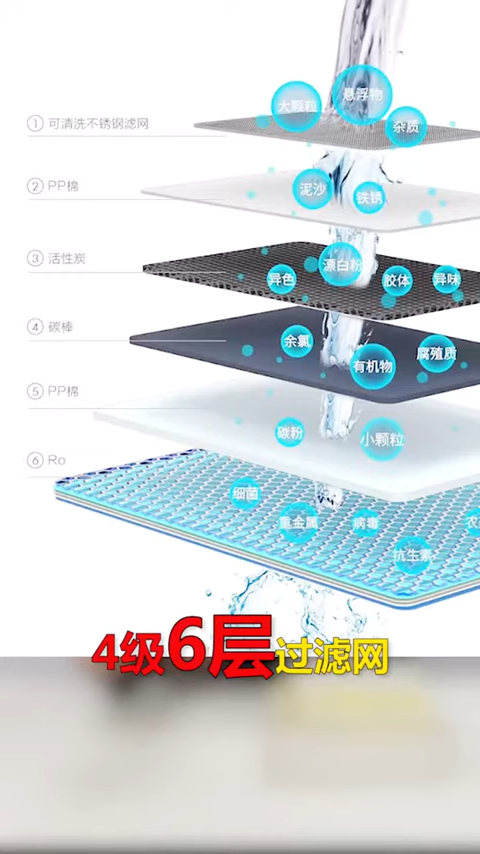 大颗粒
悬浮物
杂质
① 可清洗不锈钢滤网
② PP棉
泥沙
铁锈
③ 活性炭
异色
漂白粉
胶体
异味
④ 碳棒
余氯
有机物
腐殖质
⑤ PP棉
碳粉
小颗粒
⑥ Ro
细菌
重金属
病毒
农
抗生素
4级6层过滤网